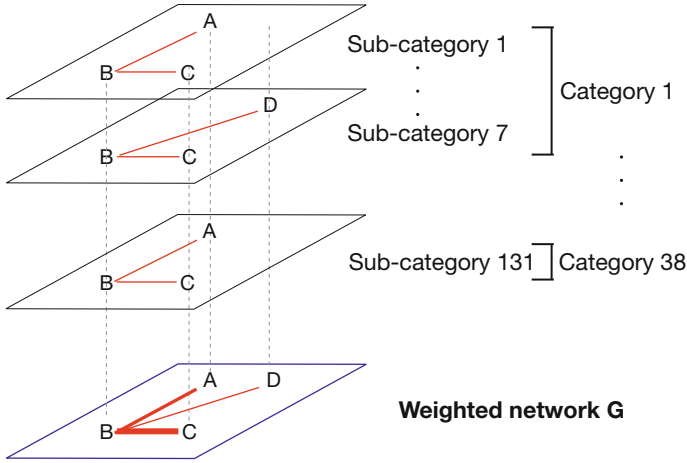 A
B C
Sub-category 1
Category 1
D
B C
Sub-category 7
A
B C
Sub-category 131
Category 38
A D
B C
Weighted network G